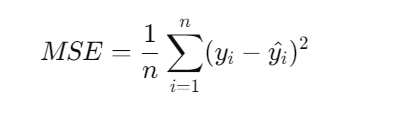 MSE = \frac{1}{n} \sum_{i=1}^{n} (y_i - \hat{y}_i)^2